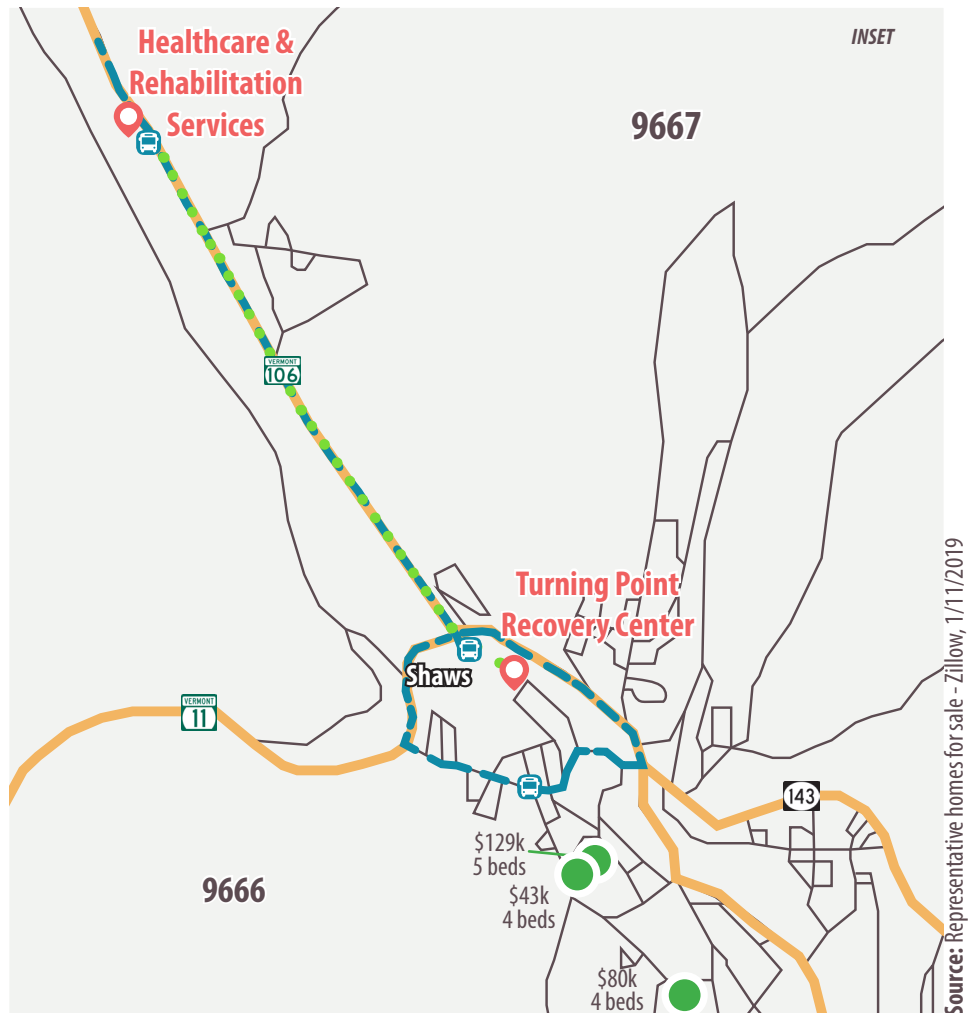 INSET
Healthcare &
Rehabilitation
Services
9667
VERMONT
106
Turning Point
Recovery Center
Shaws
VERMONT
11
143
$129k
5 beds
$43k
4 beds
9666
$80k
4 beds
Source: Representative homes for sale - Zillow, 1/11/2019